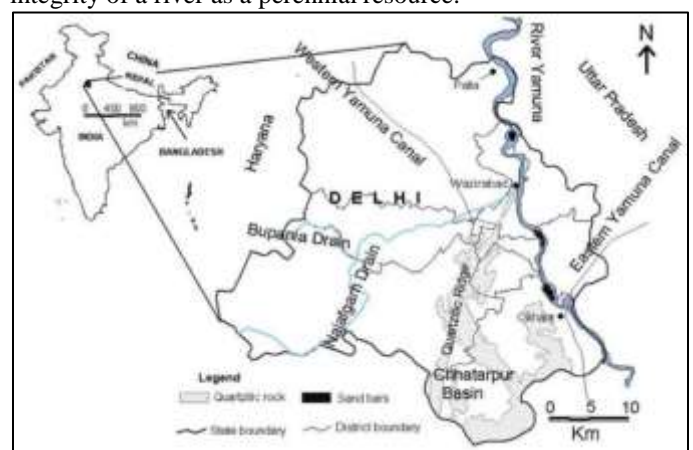 integrity of a river as a perennial resource.
N
CHINA
PAKISTAN
NEPAL
0 400 800
km
INDIA
BANGLADESH
Haryana
Western Yamuna Canal
River Yamuna
Palla
Uttar Pradesh
Wazirabad
Eastern Yamuna Canal
DELHI
Bupania Drain
Najafgarh Drain
Quartzitic Ridge
Okhla
Chhatarpur
Basin
Legend
Quartzitic rock
Sand bars
State boundary
District boundary
0 5 10
Km